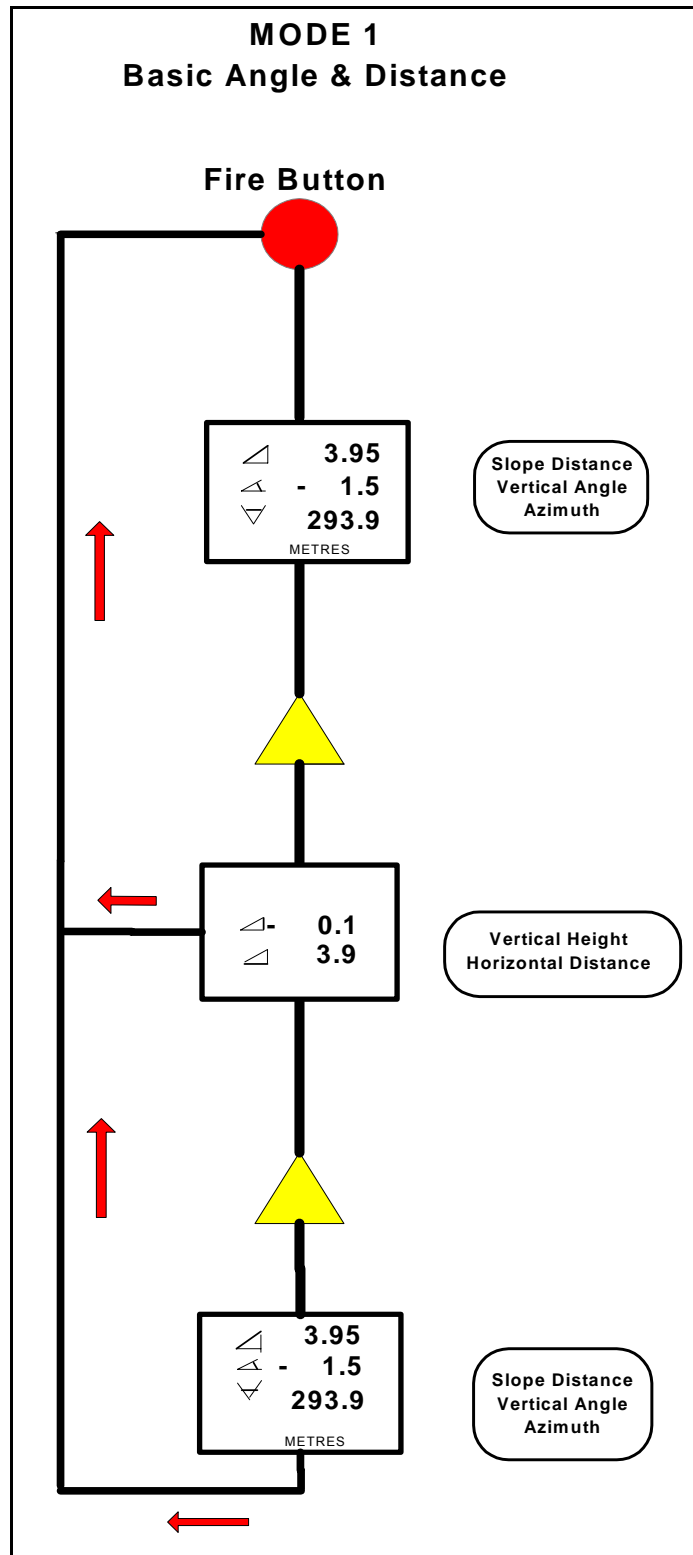 MODE 1
Basic Angle & Distance
Fire Button
3.95
- 1.5
293.9
METRES
Slope Distance
Vertical Angle
Azimuth
- 0.1
3.9
Vertical Height
Horizontal Distance
3.95
- 1.5
293.9
METRES
Slope Distance
Vertical Angle
Azimuth